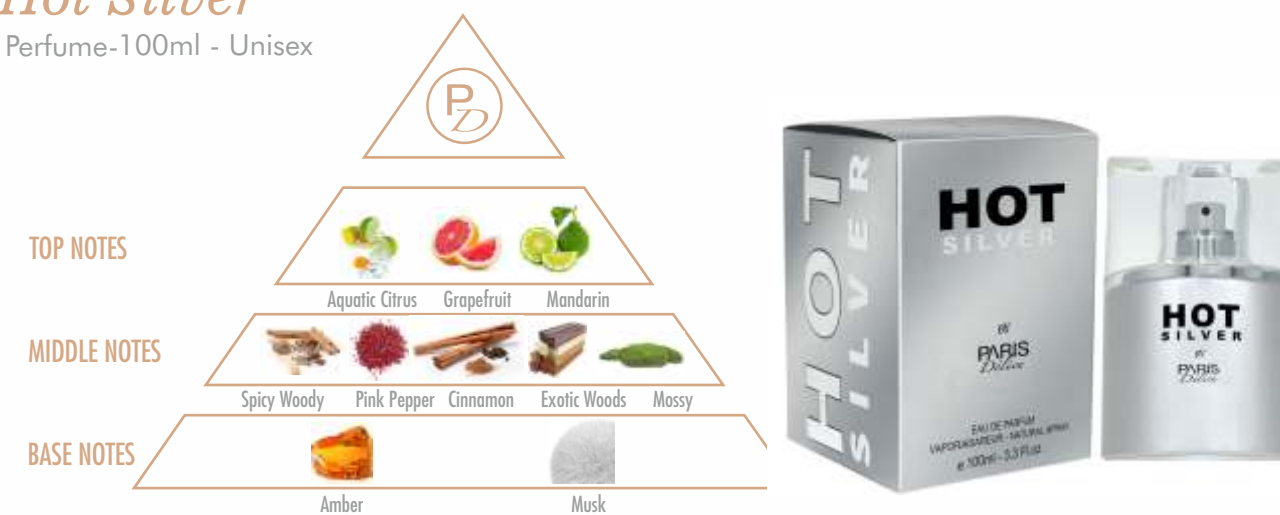 Hot Silver
Perfume-100ml - Unisex
PD
TOP NOTES
Aquatic Citrus Grapefruit Mandarin
MIDDLE NOTES
Spicy Woody Pink Pepper Cinnamon Exotic Woods Mossy
BASE NOTES
Amber Musk
HOT
SILVER
HOT
SILVER
BY
PARIS
Délice
EAU DE PARFUM
VAPORISATEUR - NATURAL SPRAY
e 100ml - 3.3 Fl.oz
HOT
SILVER
BY
PARIS
Délice